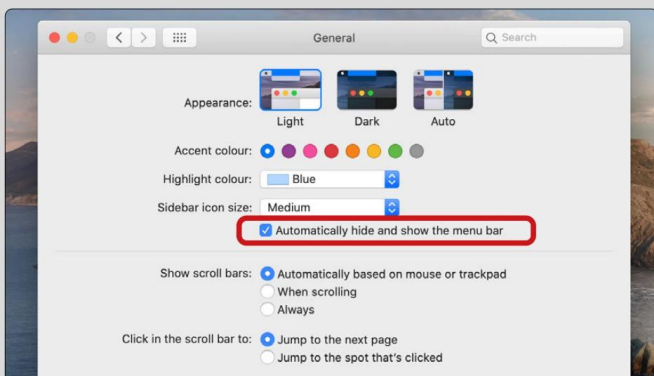 General
Search
Appearance:
Light Dark Auto
Accent colour:
Highlight colour: Blue
Sidebar icon size: Medium
Automatically hide and show the menu bar
Show scroll bars: Automatically based on mouse or trackpad
When scrolling
Always
Click in the scroll bar to: Jump to the next page
Jump to the spot that's clicked